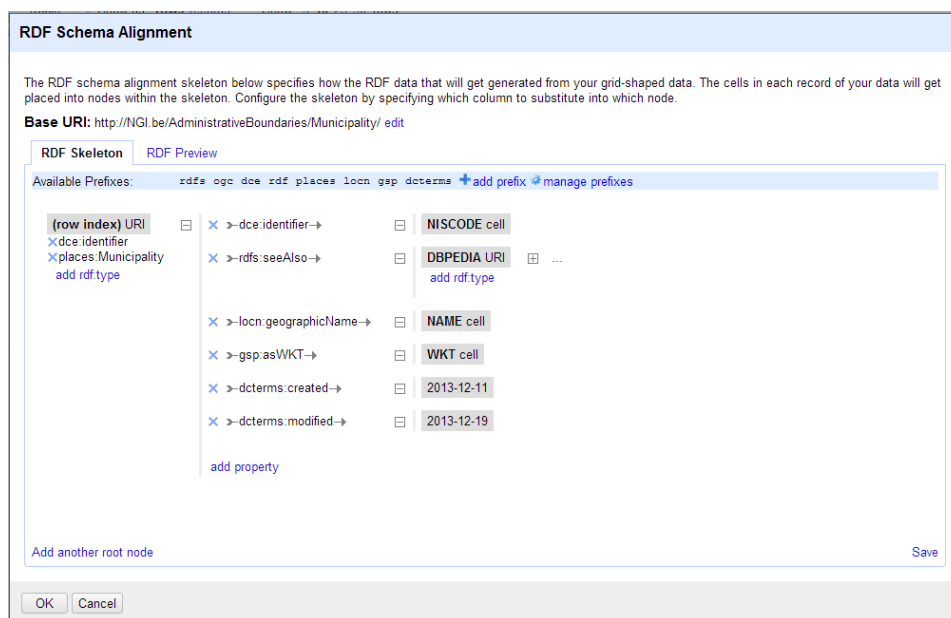 RDF Schema Alignment
The RDF schema alignment skeleton below specifies how the RDF data that will get generated from your grid-shaped data. The cells in each record of your data will get
placed into nodes within the skeleton. Configure the skeleton by specifying which column to substitute into which node.
Base URI: http://NGI.be/AdministrativeBoundaries/Municipality/ edit
RDF Skeleton RDF Preview
Available Prefixes: rdfs ogc dce rdf places locn gsp dcterms add prefix manage prefixes
(row index) URI dce:identifier NISCODE cell
dce:identifier
places:Municipality rdfs:seeAlso DBPEDIA URI ...
add rdf:type add rdf:type
locn:geographicName NAME cell
gsp:asWKT WKT cell
dcterms:created 2013-12-11
dcterms:modified 2013-12-19
add property
Add another root node Save
OK Cancel